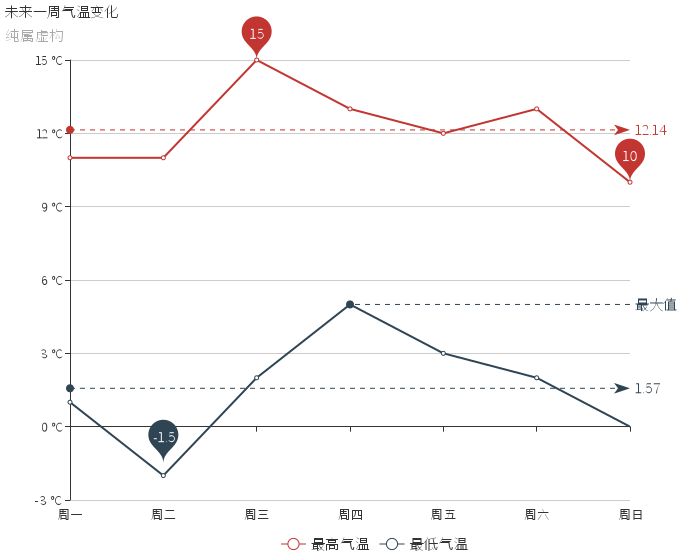 未来一周气温变化
纯属虚构
15
15 °C
12.14
12 °C
10
9 °C
6 °C
最大值
3 °C
1.57
-1.5
0 °C
-3 °C
周一 周二 周三 周四 周五 周六 周日
最高气温 最低气温